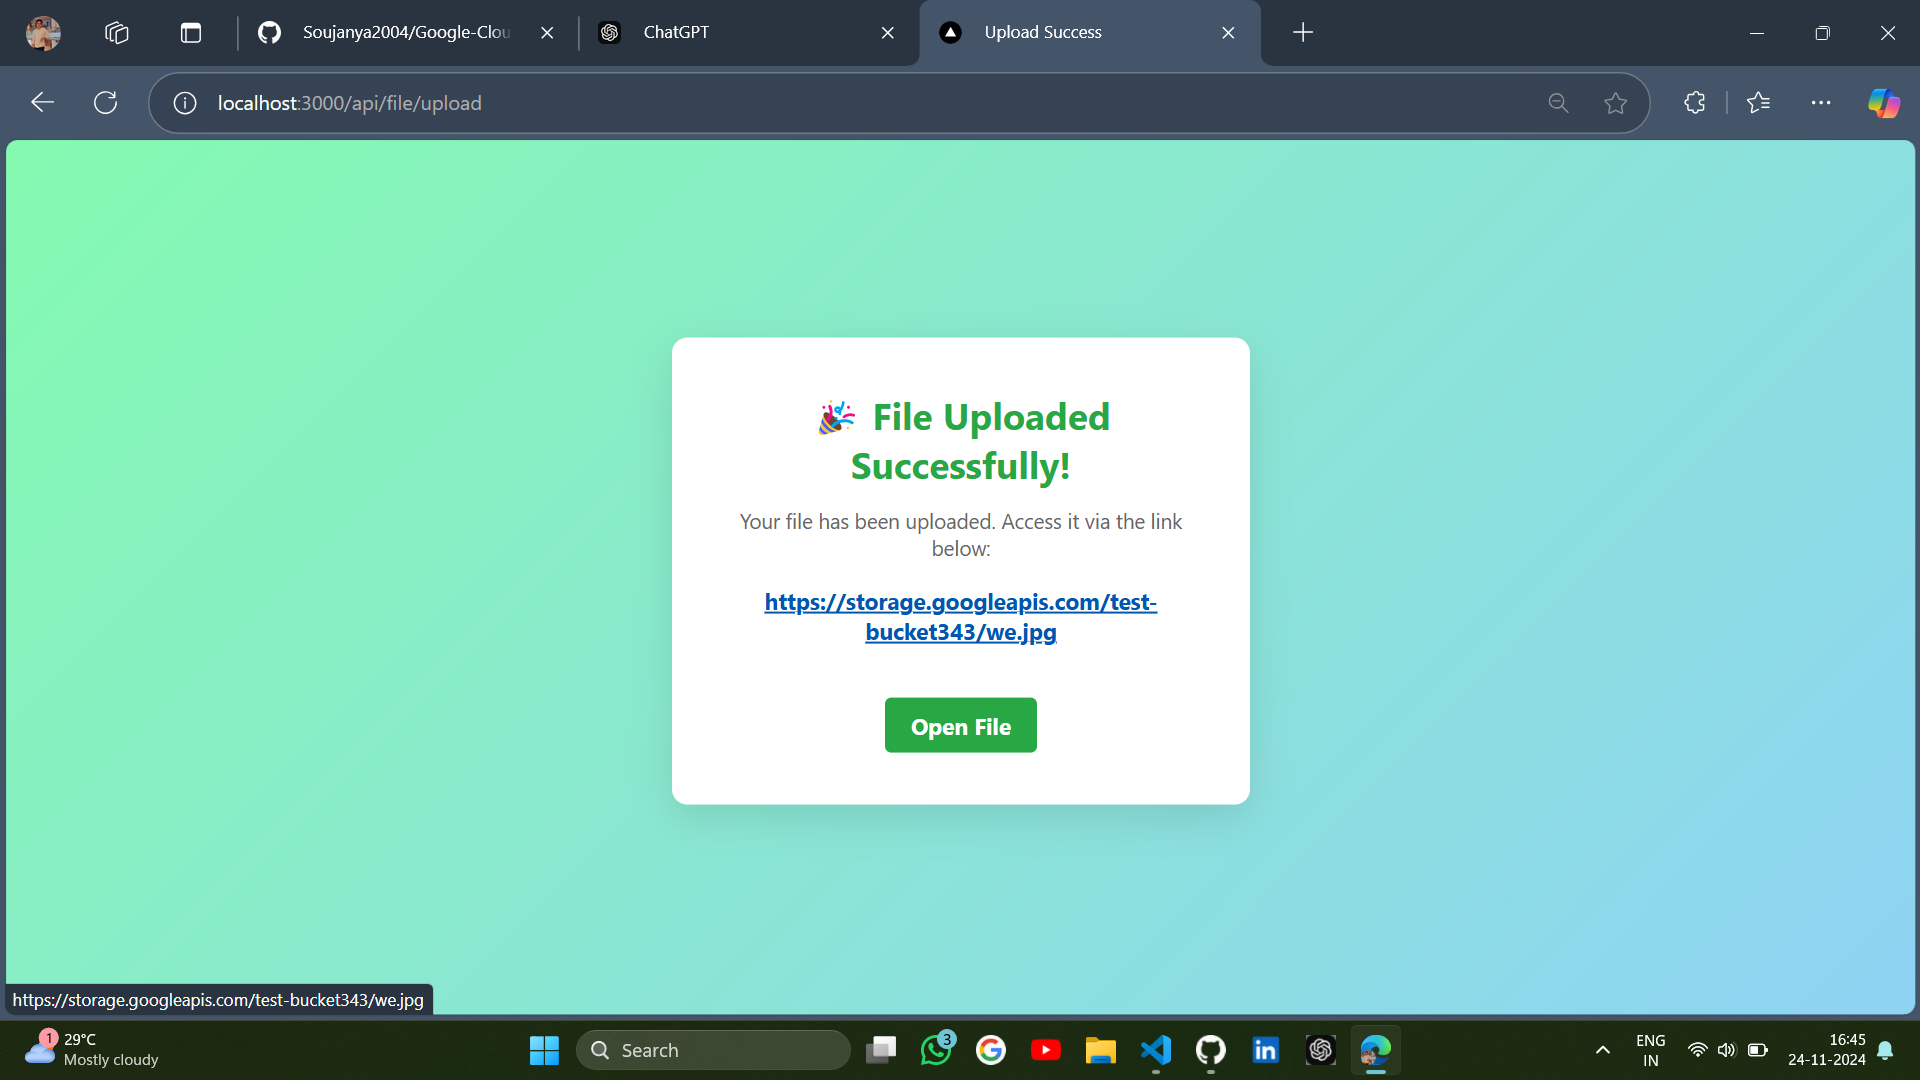 Soujanya2004/Google-Clou
ChatGPT
Upload Success
localhost:3000/api/file/upload
🎉 File Uploaded
Successfully!
Your file has been uploaded. Access it via the link
below:
https://storage.googleapis.com/test-
bucket343/we.jpg
Open File
https://storage.googleapis.com/test-bucket343/we.jpg
1
29°C
Mostly cloudy
Search
3
in
ENG
IN
16:45
24-11-2024